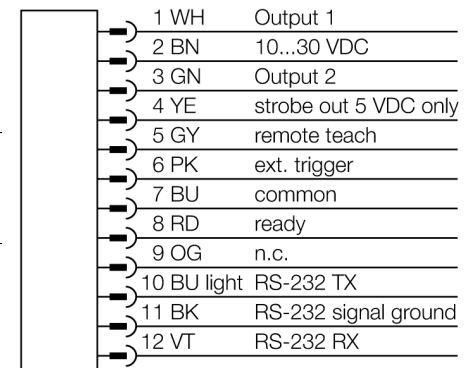 1 WH Output 1
2 BN 10...30 VDC
3 GN Output 2
4 YE strobe out 5 VDC only
5 GY remote teach
6 PK ext. trigger
7 BU common
8 RD ready
9 OG n.c.
10 BU light RS-232 TX
11 BK RS-232 signal ground
12 VT RS-232 RX